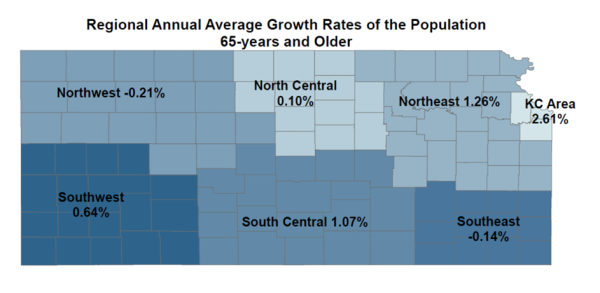 Regional Annual Average Growth Rates of the Population
65-years and Older
Northwest -0.21%
North Central
0.10%
Northeast 1.26%
KC Area
2.61%
Southwest
0.64%
South Central 1.07%
Southeast
-0.14%